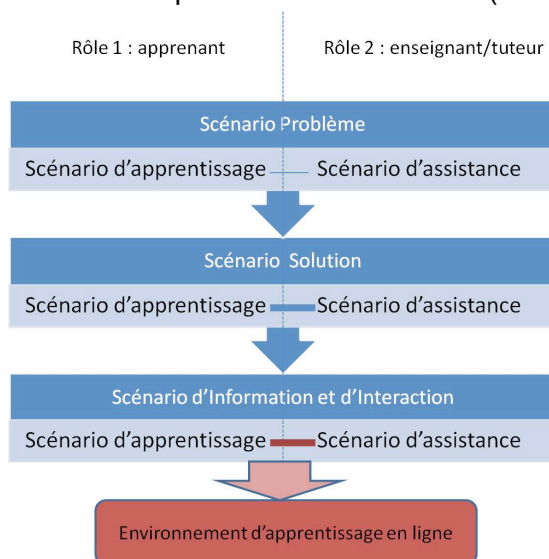 Rôle 1 : apprenant
Rôle 2 : enseignant/tuteur
Scénario Problème
Scénario d'apprentissage
Scénario d'assistance
Scénario Solution
Scénario d'apprentissage
Scénario d'assistance
Scénario d'Information et d'Interaction
Scénario d'apprentissage
Scénario d'assistance
Environnement d'apprentissage en ligne